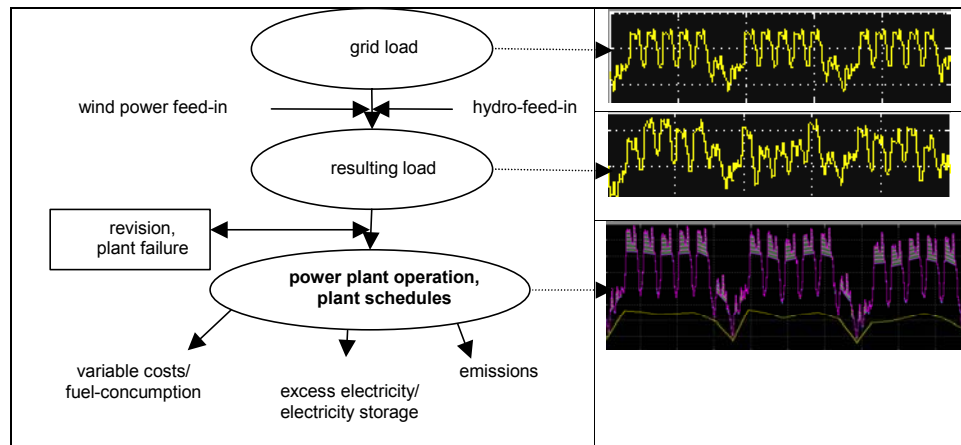 grid load
wind power feed-in
hydro-feed-in
resulting load
revision,
plant failure
power plant operation,
plant schedules
variable costs/
fuel-concumption
excess electricity/
electricity storage
emissions